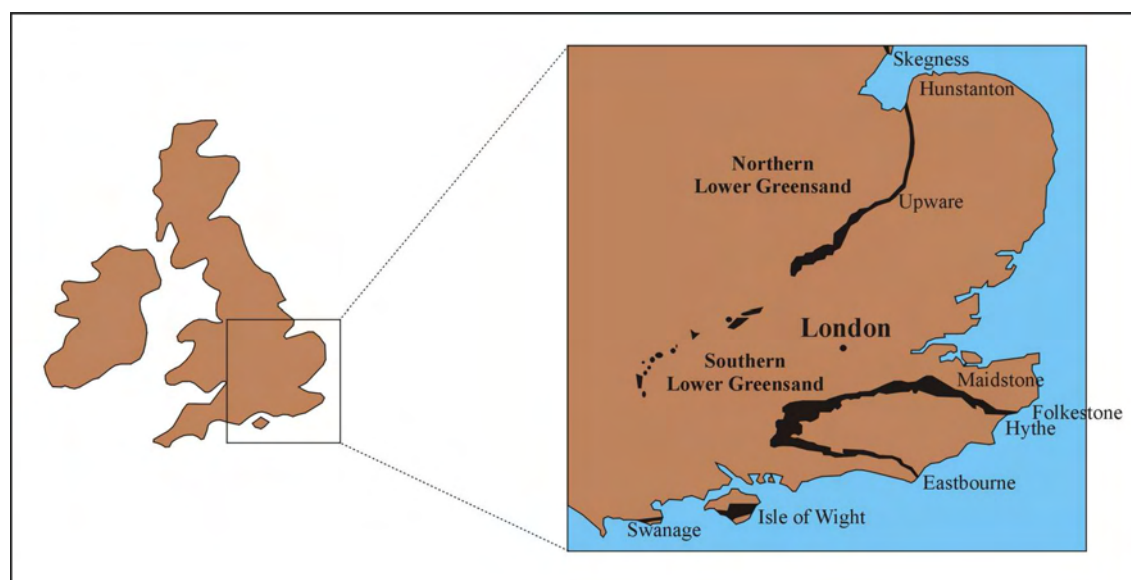 Skegness
Hunstanton
Northern
Lower Greensand
Upware
London
Southern
Lower Greensand
Maidstone
Folkestone
Hythe
Eastbourne
Isle of Wight
Swanage